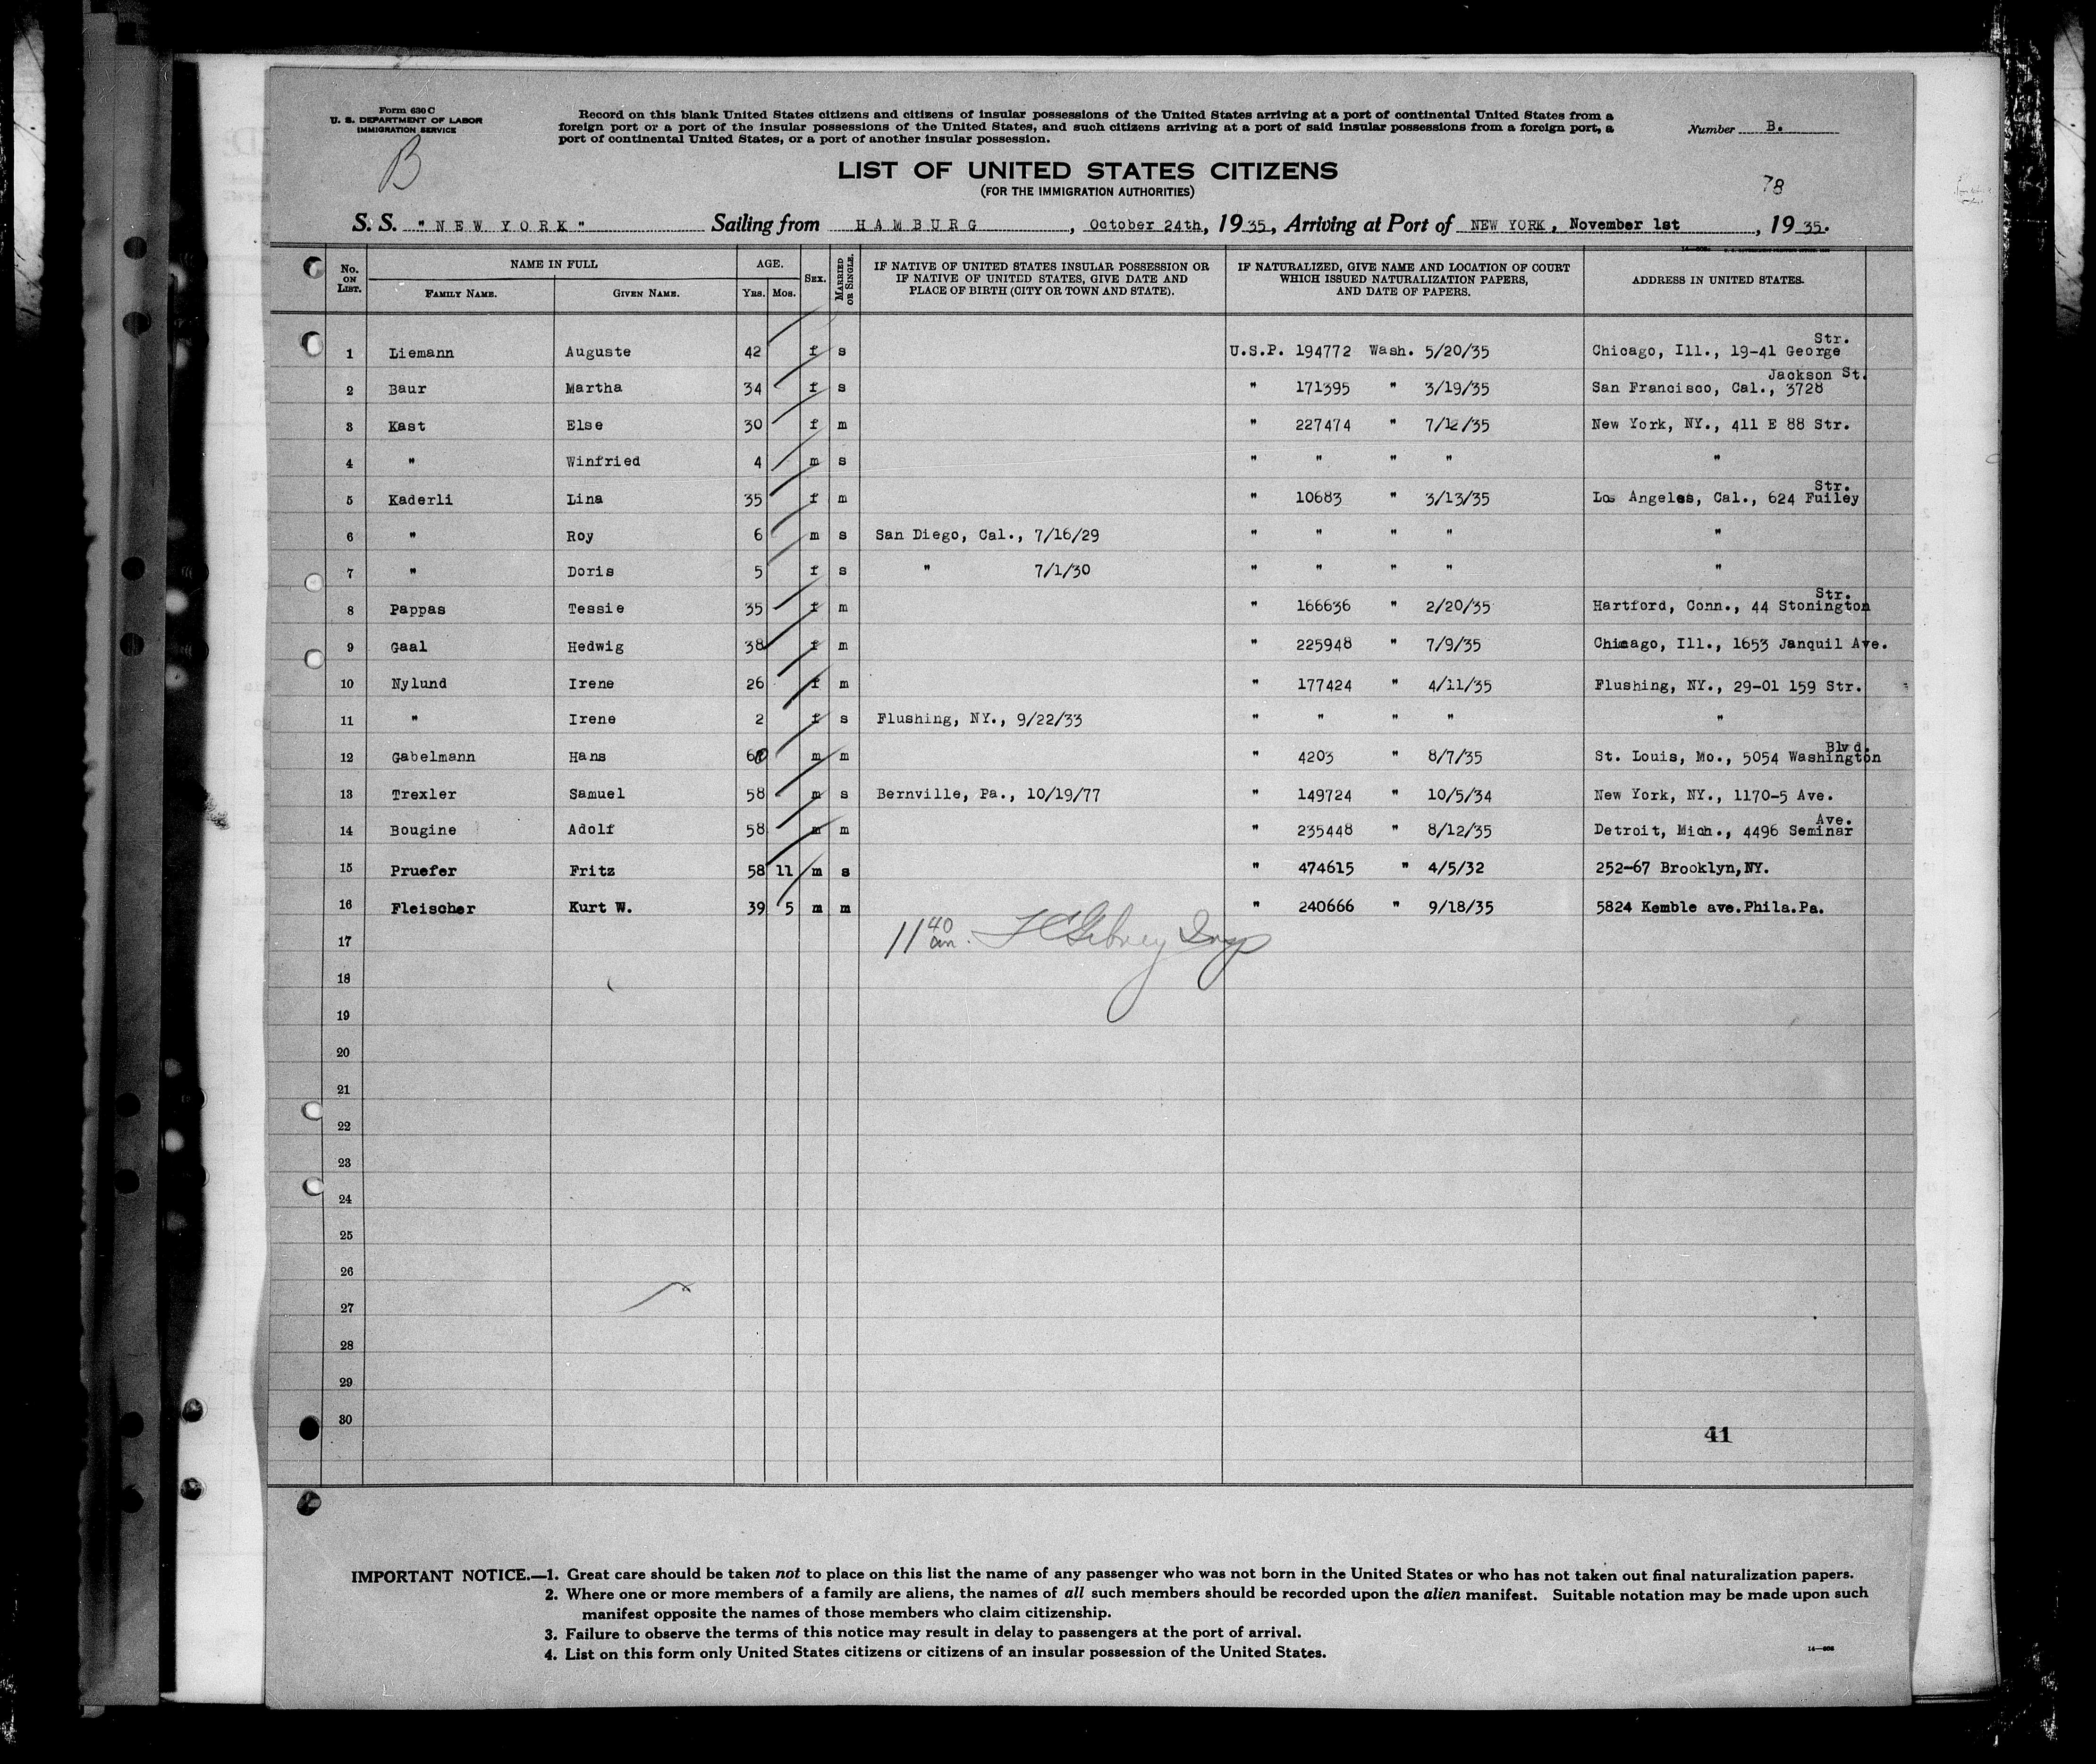 Form 630 C
U. S. DEPARTMENT OF LABOR
IMMIGRATION SERVICE
B
Record on this blank United States citizens and citizens of insular possessions of the United States arriving at a port of continental United States from a
foreign port or a port of the insular possessions of the United States, and such citizens arriving at a port of said insular possessions from a foreign port, a
port of continental United States, or a port of another insular possession.
Number B.
LIST OF UNITED STATES CITIZENS
(FOR THE IMMIGRATION AUTHORITIES)
78
S. S. "NEW YORK" Sailing from HAMBURG, October 24th, 1935, Arriving at Port of NEW YORK, November 1st, 1935.
No. ON LIST. NAME IN FULL FAMILY NAME. GIVEN NAME. AGE. YRS. MOS. SEX. MARRIED OR SINGLE. IF NATIVE OF UNITED STATES INSULAR POSSESSION OR IF NATIVE OF UNITED STATES, GIVE DATE AND PLACE OF BIRTH (CITY OR TOWN AND STATE). IF NATURALIZED, GIVE NAME AND LOCATION OF COURT WHICH ISSUED NATURALIZATION PAPERS, AND DATE OF PAPERS. ADDRESS IN UNITED STATES.
1 Liemann Auguste 42 f s U.S.P. 194772 Wash. 5/20/35 Chicago, Ill., 19-41 George Str.
2 Baur Martha 34 f s " 171395 " 3/19/35 San Francisco, Cal., 3728 Jackson St.
3 Kast Else 30 f m " 227474 " 7/12/35 New York, NY., 411 E 88 Str.
4 " Winfried 4 m s " " " " "
5 Kaderli Lina 35 f m " 10683 " 3/13/35 Los Angeles, Cal., 624 Fuiley Str.
6 " Roy 6 m s San Diego, Cal., 7/16/29 " " " " "
7 " Doris 5 f s " 7/1/30 " " " " "
8 Pappas Tessie 35 f m " 166636 " 2/20/35 Hartford, Conn., 44 Stonington Str.
9 Gaal Hedwig 38 f m " 225948 " 7/9/35 Chicago, Ill., 1653 Janquil Ave.
10 Nylund Irene 26 f m " 177424 " 4/11/35 Flushing, NY., 29-01 159 Str.
11 " Irene 2 f s Flushing, NY., 9/22/33 " " " " "
12 Gabelmann Hans 60 m m " 4203 " 8/7/35 St. Louis, Mo., 5054 Washington Blvd.
13 Trexler Samuel 58 m s Bernville, Pa., 10/19/77 " 149724 " 10/5/34 New York, NY., 1170-5 Ave.
14 Bougine Adolf 58 m m " 235448 " 8/12/35 Detroit, Mich., 4496 Seminar Ave.
15 Pruefer Fritz 58 11 m s " 474615 " 4/5/32 252-67 Brooklyn,NY.
16 Fleischer Kurt W. 39 5 m m " 240666 " 9/18/35 5824 Kemble ave.Phila.Pa.
17 11 40 am. Insp
18
19
20
21
22
23
24
25
26
27
28
29
30
41
IMPORTANT NOTICE.—1. Great care should be taken not to place on this list the name of any passenger who was not born in the United States or who has not taken out final naturalization papers.
2. Where one or more members of a family are aliens, the names of all such members should be recorded upon the alien manifest. Suitable notation may be made upon such
manifest opposite the names of those members who claim citizenship.
3. Failure to observe the terms of this notice may result in delay to passengers at the port of arrival.
4. List on this form only United States citizens or citizens of an insular possession of the United States.